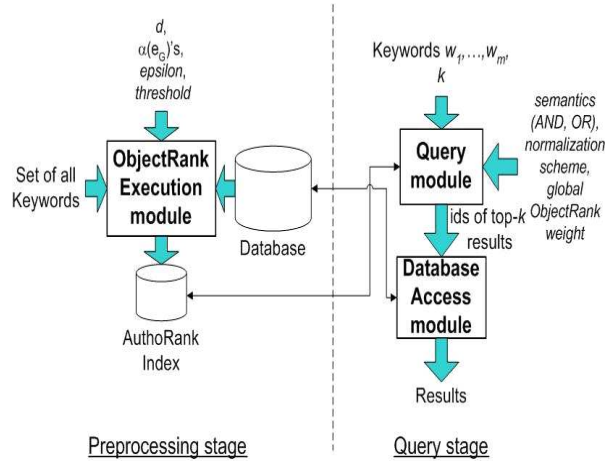 d,
α(e_G)'s,
epsilon,
threshold
Set of all
Keywords
ObjectRank
Execution
module
Database
AuthoRank
Index
Preprocessing stage
Keywords w_1,...,w_m,
k
semantics
(AND, OR),
normalization
scheme,
global
ObjectRank
weight
Query
module
ids of top-k
results
Database
Access
module
Results
Query stage